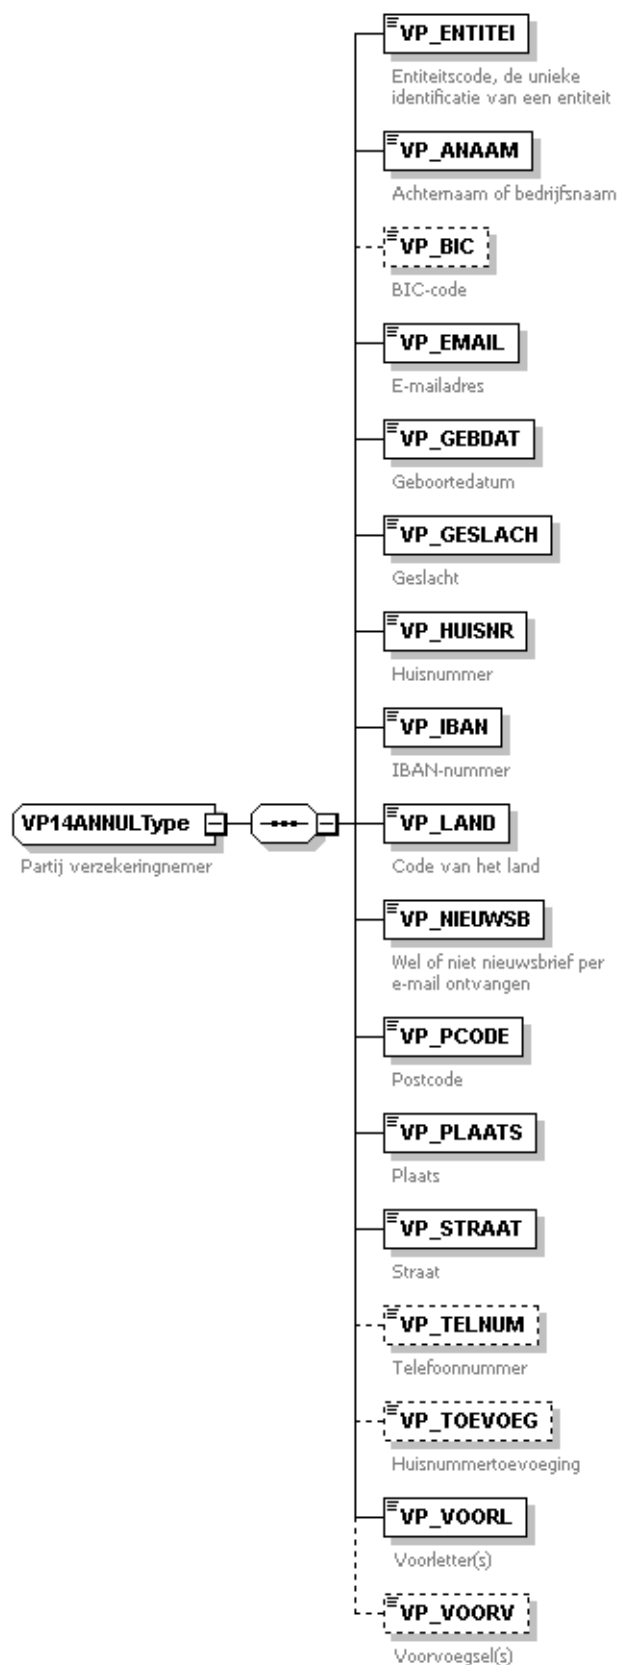 VP_ENTITEI
Entiteitscode, de unieke
identificatie van een entiteit
VP_ANAAM
Achternaam of bedrijfsnaam
VP_BIC
BIC-code
VP_EMAIL
E-mailadres
VP_GEBDAT
Geboortedatum
VP_GESLACH
Geslacht
VP_HUISNR
Huisnummer
VP_IBAN
IBAN-nummer
VP14ANNULType
Partij verzekeringnemer
VP_LAND
Code van het land
VP_NIEUWSB
Wel of niet nieuwsbrief per
e-mail ontvangen
VP_PCODE
Postcode
VP_PLAATS
Plaats
VP_STRAAT
Straat
VP_TELNUM
Telefoonnummer
VP_TOEVOEG
Huisnummertoevoeging
VP_VOORL
Voorletter(s)
VP_VOORV
Voorvoegsel(s)